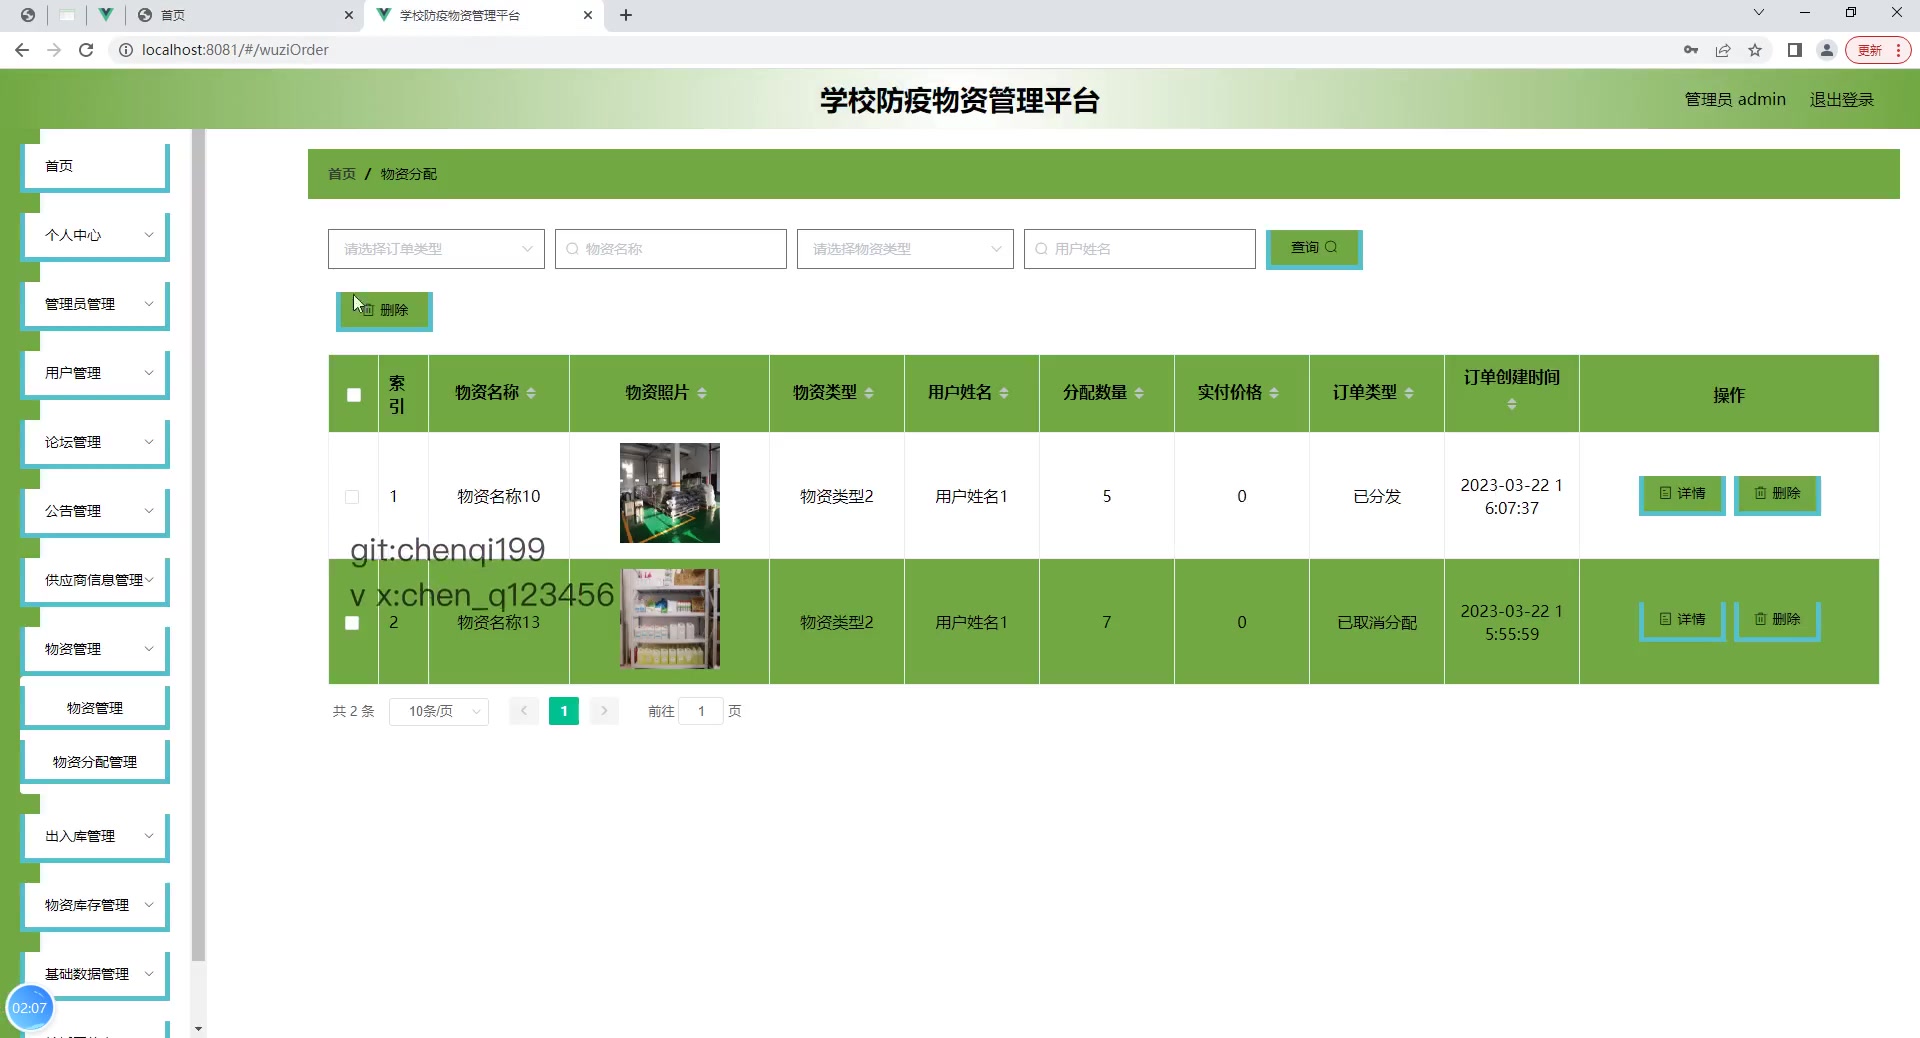 首页
学校防疫物资管理平台
localhost:8081/#/wuziOrder
更新
学校防疫物资管理平台
管理员 admin
退出登录
首页
个人中心
管理员管理
用户管理
论坛管理
公告管理
供应商信息管理
物资管理
物资管理
物资分配管理
出入库管理
物资库存管理
基础数据管理
02:07
首页 / 物资分配
请选择订单类型
物资名称
请选择物资类型
用户姓名
查询
删除
索引 物资名称 物资照片 物资类型 用户姓名 分配数量 实付价格 订单类型 订单创建时间 操作
1 物资名称10 物资类型2 用户姓名1 5 0 已分发 2023-03-22 16:07:37 详情 删除
git:chenqi199
v x:chen_q123456
2 物资名称13 物资类型2 用户姓名1 7 0 已取消分配 2023-03-22 15:55:59 详情 删除
共 2 条 10条/页 1 前往 1 页